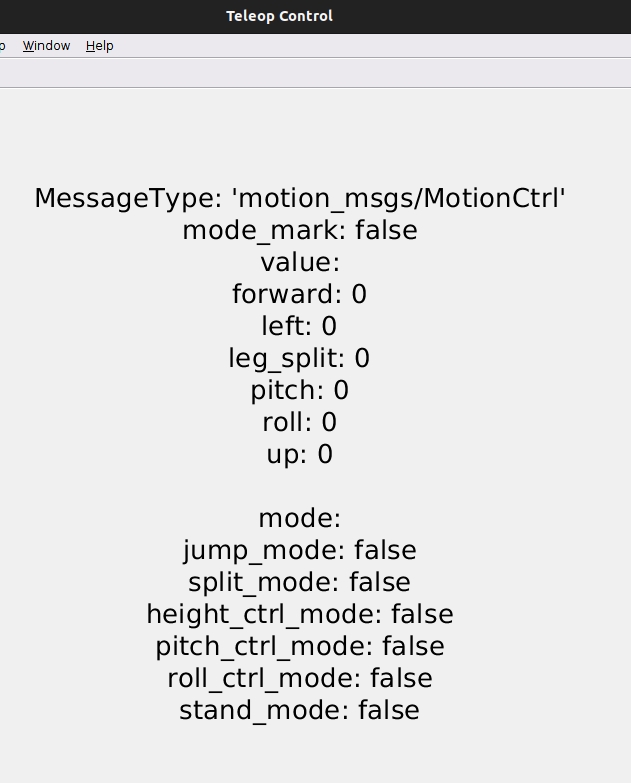 Teleop Control
p Window Help
MessageType: 'motion_msgs/MotionCtrl'
mode_mark: false
value:
forward: 0
left: 0
leg_split: 0
pitch: 0
roll: 0
up: 0
mode:
jump_mode: false
split_mode: false
height_ctrl_mode: false
pitch_ctrl_mode: false
roll_ctrl_mode: false
stand_mode: false